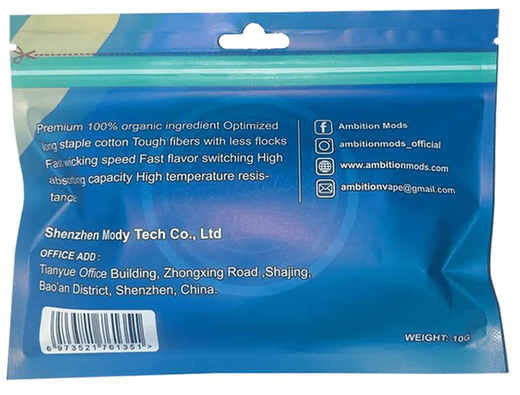 Premium 100% organic ingredient Optimized
long staple cotton Tough fibers with less flocks
Fast wicking speed Fast flavor switching High
absorbing capacity High temperature resis-
tance
Ambition Mods
ambitionmods_official
www.ambitionmods.com
ambitionvape@gmail.com
Shenzhen Mody Tech Co., Ltd
OFFICE ADD :
Tianyue Office Building, Zhongxing Road ,Shajing,
Bao'an District, Shenzhen, China.
6 973521 761351 >
WEIGHT: 10G